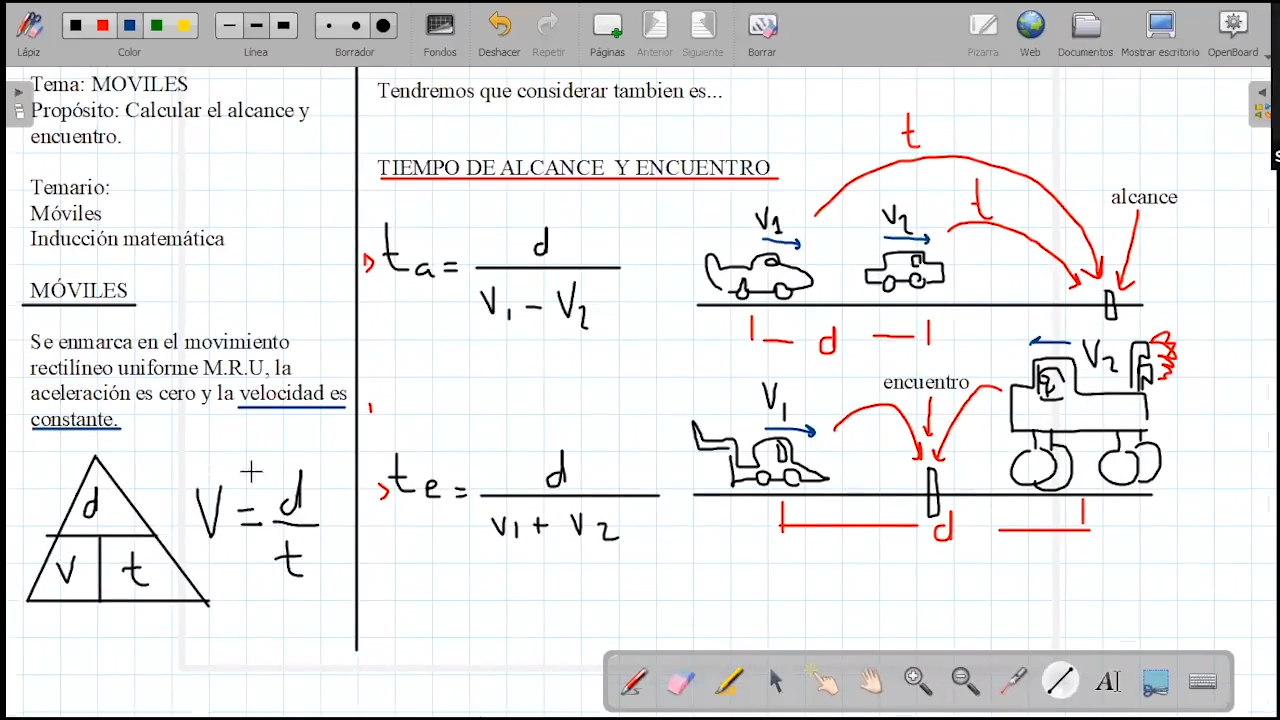 Lápiz
Color
Línea
Borrador
Fondos
Deshacer
Repetir
Páginas
Anterior
Siguiente
Borrar
Pizarra
Web
Documentos
Mostrar escritorio
OpenBoard
Tema: MOVILES
Propósito: Calcular el alcance y
encuentro.
Temario:
Móviles
Inducción matemática
MÓVILES
Se enmarca en el movimiento
rectilíneo uniforme M.R.U, la
aceleración es cero y la velocidad es
constante.
d
v t
V = d / t
Tendremos que considerar tambien es...
TIEMPO DE ALCANCE Y ENCUENTRO
ta = d / V1 - V2
te = d / v1 + v2
t
t
alcance
V1
V2
d
encuentro
V1
V2
d
AI